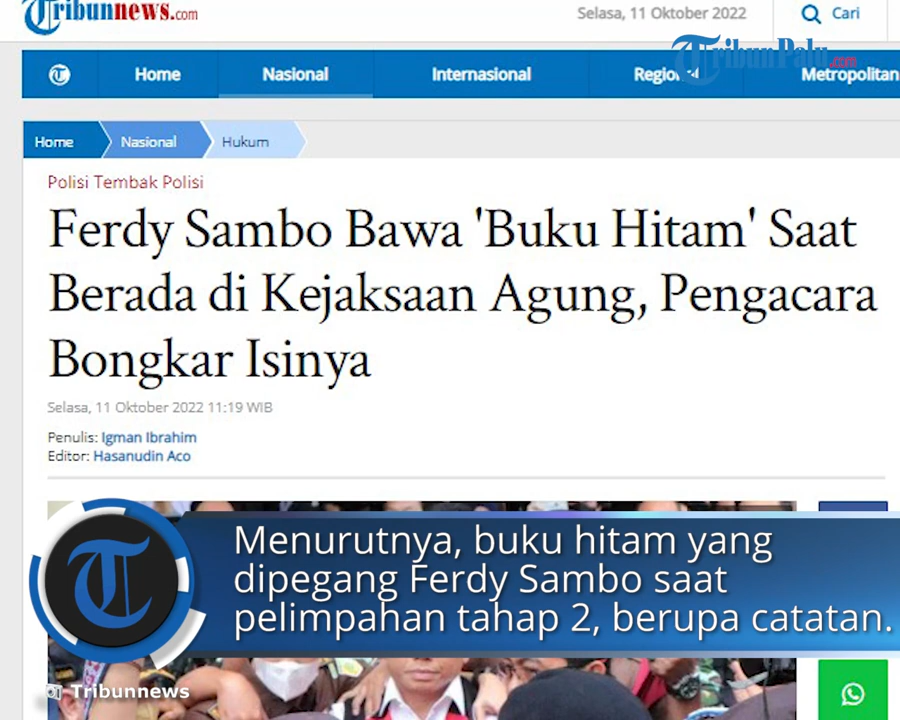 Tribunnews.com
Selasa, 11 Oktober 2022
Cari
TribunPalu.com
Home
Nasional
Internasional
Regional
Metropolitan
Home
Nasional
Hukum
Polisi Tembak Polisi
Ferdy Sambo Bawa 'Buku Hitam' Saat
Berada di Kejaksaan Agung, Pengacara
Bongkar Isinya
Selasa, 11 Oktober 2022 11:19 WIB
Penulis: Igman Ibrahim
Editor: Hasanudin Aco
Menurutnya, buku hitam yang
dipegang Ferdy Sambo saat
pelimpahan tahap 2, berupa catatan.
Tribunnews